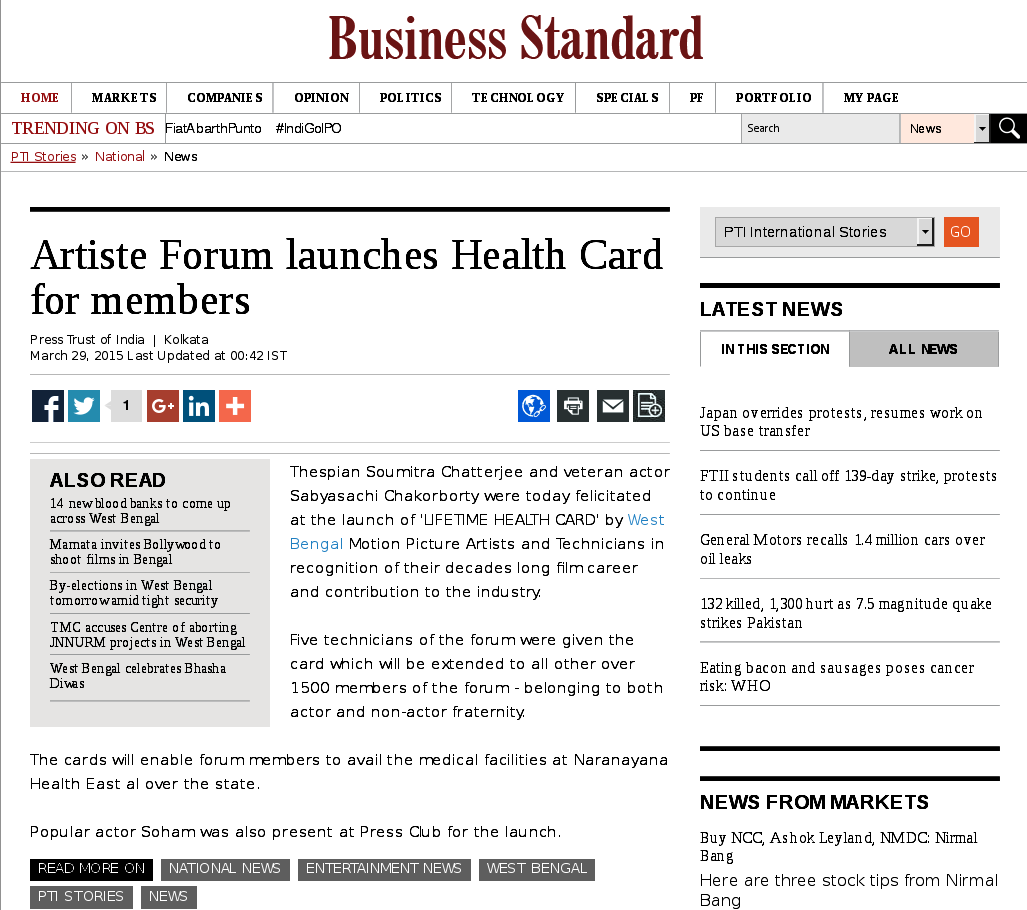 Business Standard
HOME MARKETS COMPANIES OPINION POLITICS TECHNOLOGY SPECIALS PF PORTFOLIO MY PAGE
TRENDING ON BS FiatAbarthPunto #IndiGoIPO Search News
PTI Stories » National » News
Artiste Forum launches Health Card
for members
Press Trust of India | Kolkata
March 29, 2015 Last Updated at 00:42 IST
1
ALSO READ
14 new blood banks to come up
across West Bengal
Mamata invites Bollywood to
shoot films in Bengal
By-elections in West Bengal
tomorrow amid tight security
TMC accuses Centre of aborting
JNNURM projects in West Bengal
West Bengal celebrates Bhasha
Diwas
Thespian Soumitra Chatterjee and veteran actor
Sabyasachi Chakorborty were today felicitated
at the launch of 'LIFETIME HEALTH CARD' by West
Bengal Motion Picture Artists and Technicians in
recognition of their decades long film career
and contribution to the industry.
Five technicians of the forum were given the
card which will be extended to all other over
1500 members of the forum - belonging to both
actor and non-actor fraternity.
The cards will enable forum members to avail the medical facilities at Naranayana
Health East al over the state.
Popular actor Soham was also present at Press Club for the launch.
READ MORE ON NATIONAL NEWS ENTERTAINMENT NEWS WEST BENGAL
PTI STORIES NEWS
PTI International Stories GO
LATEST NEWS
IN THIS SECTION ALL NEWS
Japan overrides protests, resumes work on
US base transfer
FTII students call off 139-day strike, protests
to continue
General Motors recalls 1.4 million cars over
oil leaks
132 killed, 1,300 hurt as 7.5 magnitude quake
strikes Pakistan
Eating bacon and sausages poses cancer
risk: WHO
NEWS FROM MARKETS
Buy NCC, Ashok Leyland, NMDC: Nirmal
Bang
Here are three stock tips from Nirmal
Bang